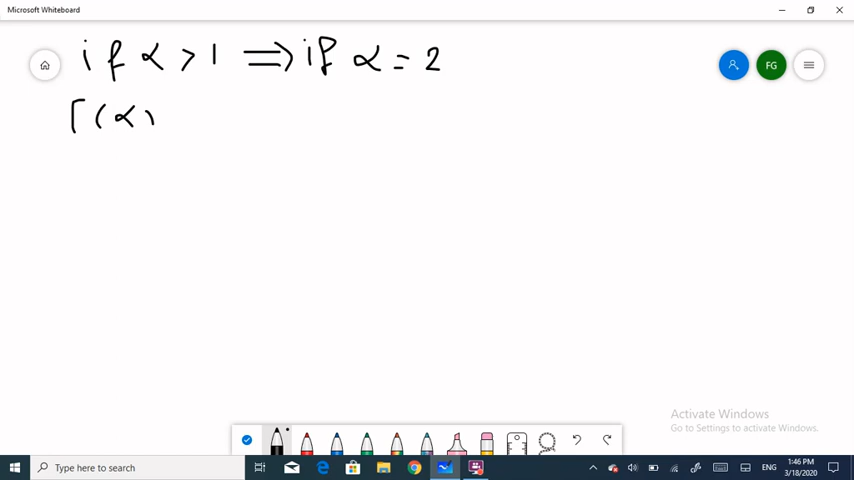 Microsoft Whiteboard
if α > 1 ⟹ if α = 2
FG
Γ(α)
Activate Windows
Go to Settings to activate Windows.
Type here to search
ENG
1:46 PM
3/18/2020